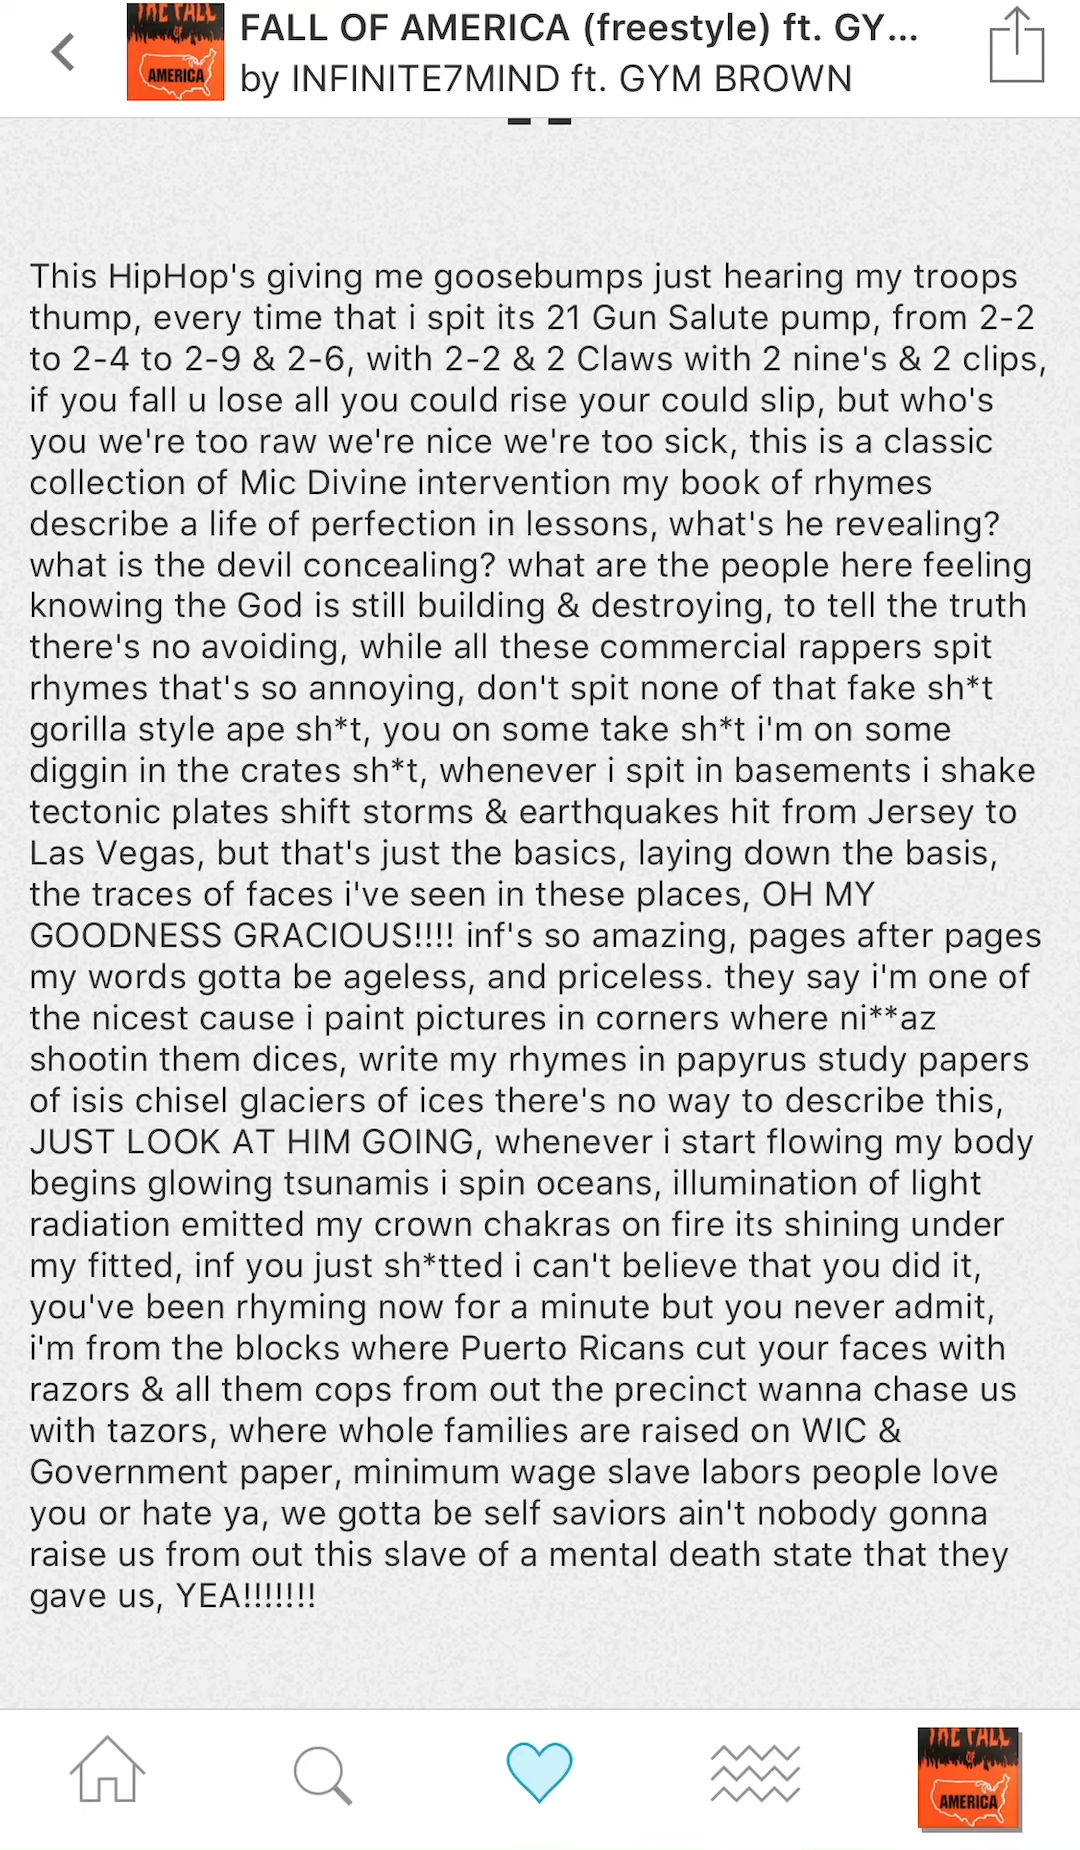 THE FALL
OF
AMERICA
FALL OF AMERICA (freestyle) ft. GY...
by INFINITE7MIND ft. GYM BROWN
This HipHop's giving me goosebumps just hearing my troops
thump, every time that i spit its 21 Gun Salute pump, from 2-2
to 2-4 to 2-9 & 2-6, with 2-2 & 2 Claws with 2 nine's & 2 clips,
if you fall u lose all you could rise your could slip, but who's
you we're too raw we're nice we're too sick, this is a classic
collection of Mic Divine intervention my book of rhymes
describe a life of perfection in lessons, what's he revealing?
what is the devil concealing? what are the people here feeling
knowing the God is still building & destroying, to tell the truth
there's no avoiding, while all these commercial rappers spit
rhymes that's so annoying, don't spit none of that fake sh*t
gorilla style ape sh*t, you on some take sh*t i'm on some
diggin in the crates sh*t, whenever i spit in basements i shake
tectonic plates shift storms & earthquakes hit from Jersey to
Las Vegas, but that's just the basics, laying down the basis,
the traces of faces i've seen in these places, OH MY
GOODNESS GRACIOUS!!!! inf's so amazing, pages after pages
my words gotta be ageless, and priceless. they say i'm one of
the nicest cause i paint pictures in corners where ni**az
shootin them dices, write my rhymes in papyrus study papers
of isis chisel glaciers of ices there's no way to describe this,
JUST LOOK AT HIM GOING, whenever i start flowing my body
begins glowing tsunamis i spin oceans, illumination of light
radiation emitted my crown chakras on fire its shining under
my fitted, inf you just sh*tted i can't believe that you did it,
you've been rhyming now for a minute but you never admit,
i'm from the blocks where Puerto Ricans cut your faces with
razors & all them cops from out the precinct wanna chase us
with tazors, where whole families are raised on WIC &
Government paper, minimum wage slave labors people love
you or hate ya, we gotta be self saviors ain't nobody gonna
raise us from out this slave of a mental death state that they
gave us, YEA!!!!!!!
THE FALL
OF
AMERICA